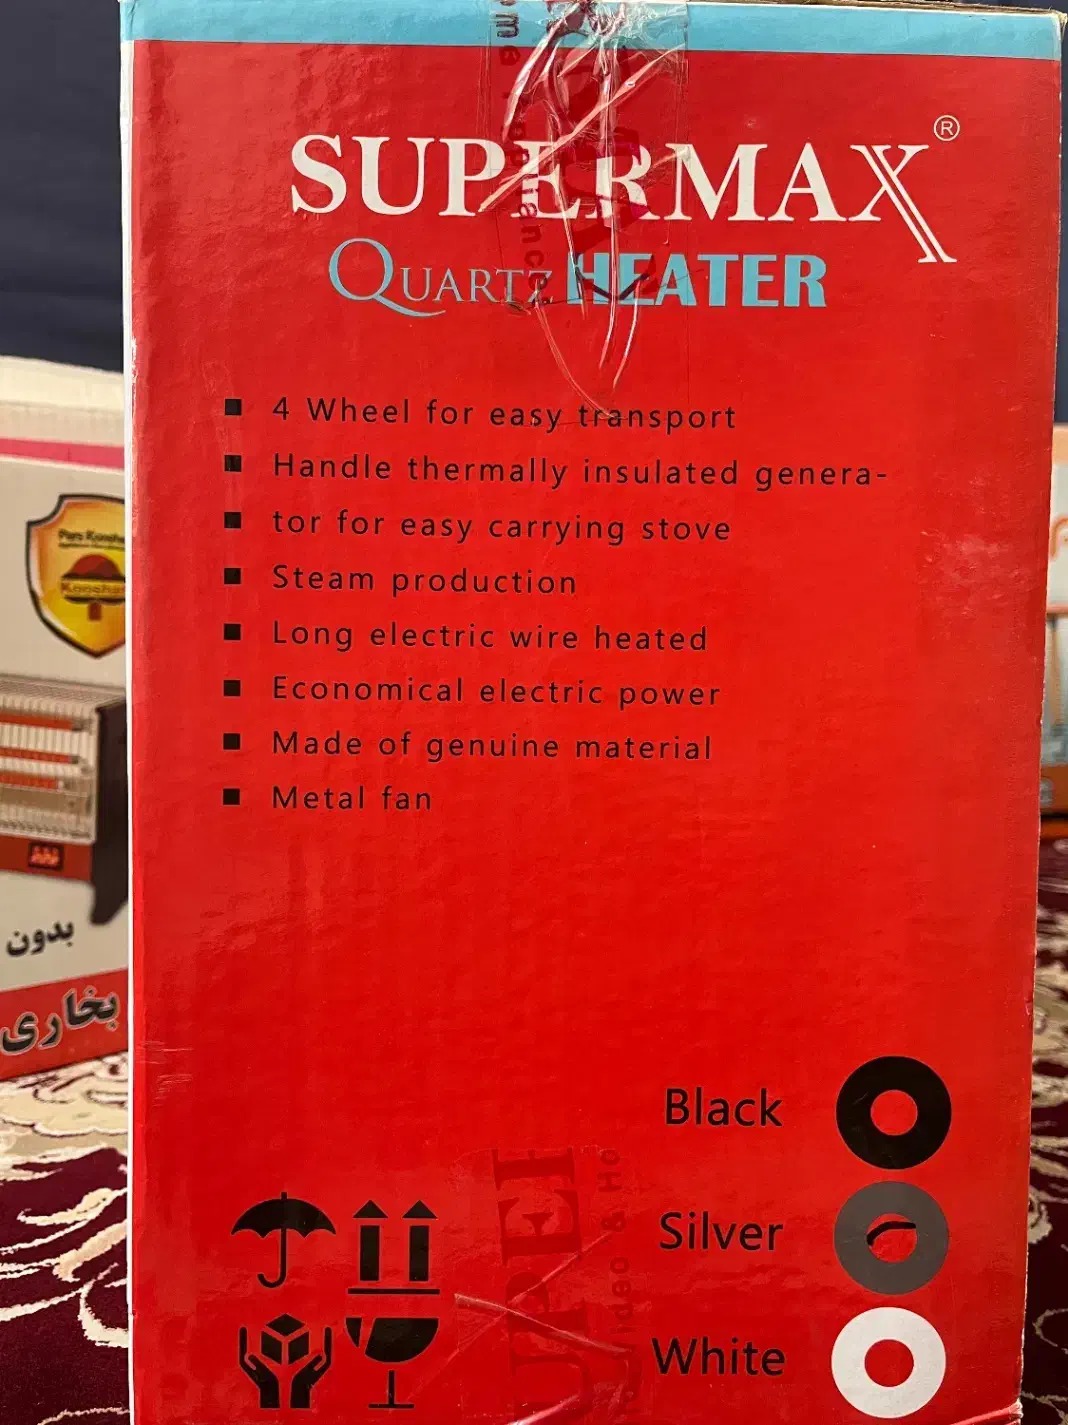 SUPERMAX®
QUARTZ HEATER
4 Wheel for easy transport
Handle thermally insulated genera-
tor for easy carrying stove
Steam production
Long electric wire heated
Economical electric power
Made of genuine material
Metal fan
Black
Silver
White
بدون
بخاری